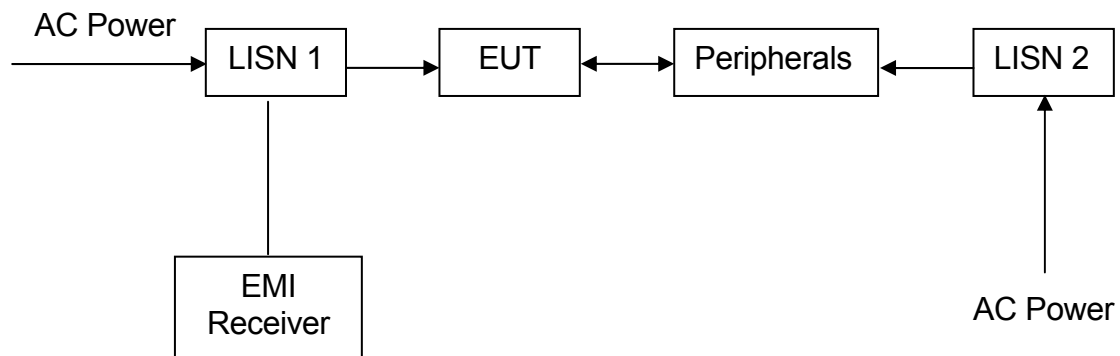 AC Power
LISN 1
EUT
Peripherals
LISN 2
EMI
Receiver
AC Power